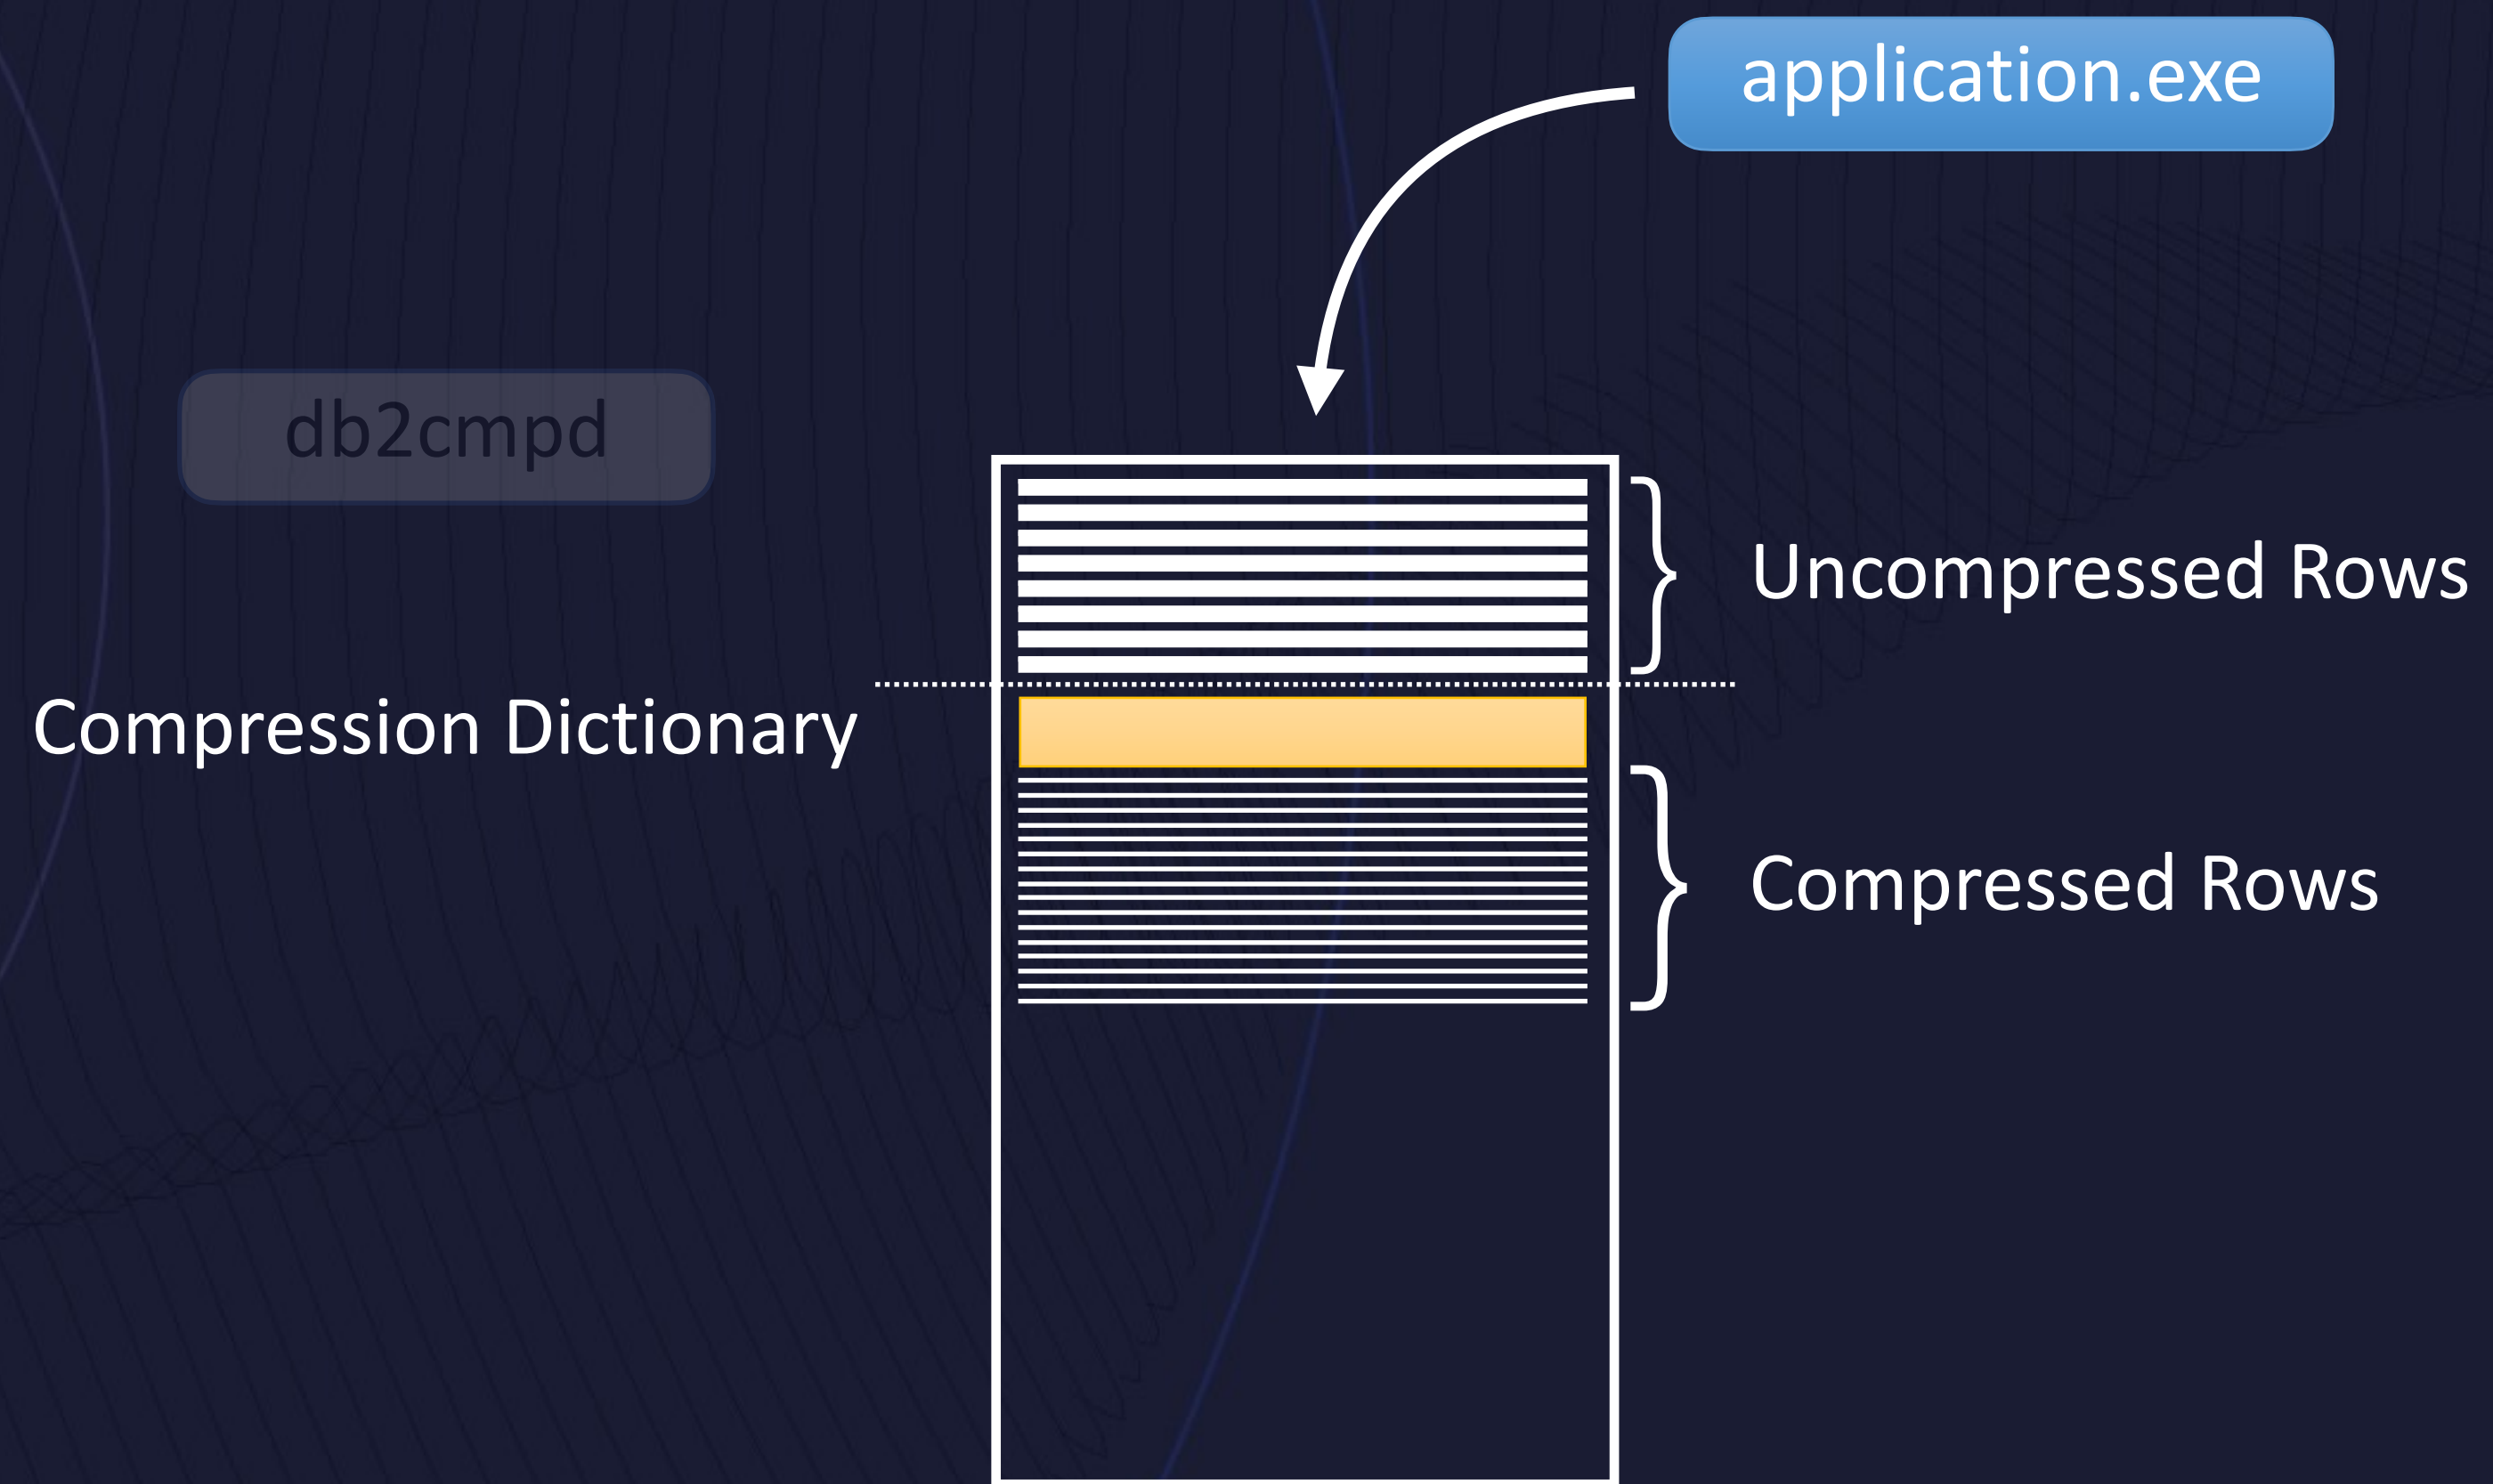 application.exe
db2cmpd
Uncompressed Rows
Compression Dictionary
Compressed Rows